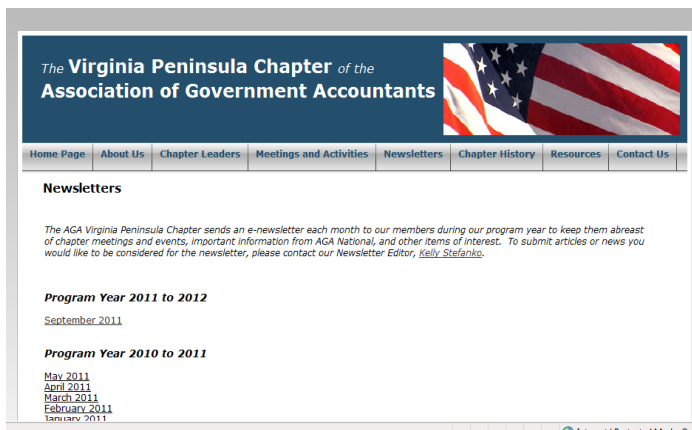 The Virginia Peninsula Chapter of the
Association of Government Accountants
Home Page About Us Chapter Leaders Meetings and Activities Newsletters Chapter History Resources Contact Us
Newsletters
The AGA Virginia Peninsula Chapter sends an e-newsletter each month to our members during our program year to keep them abreast
of chapter meetings and events, important information from AGA National, and other items of interest. To submit articles or news you
would like to be considered for the newsletter, please contact our Newsletter Editor, Kelly Stefanko.
Program Year 2011 to 2012
September 2011
Program Year 2010 to 2011
May 2011
April 2011
March 2011
February 2011
January 2011